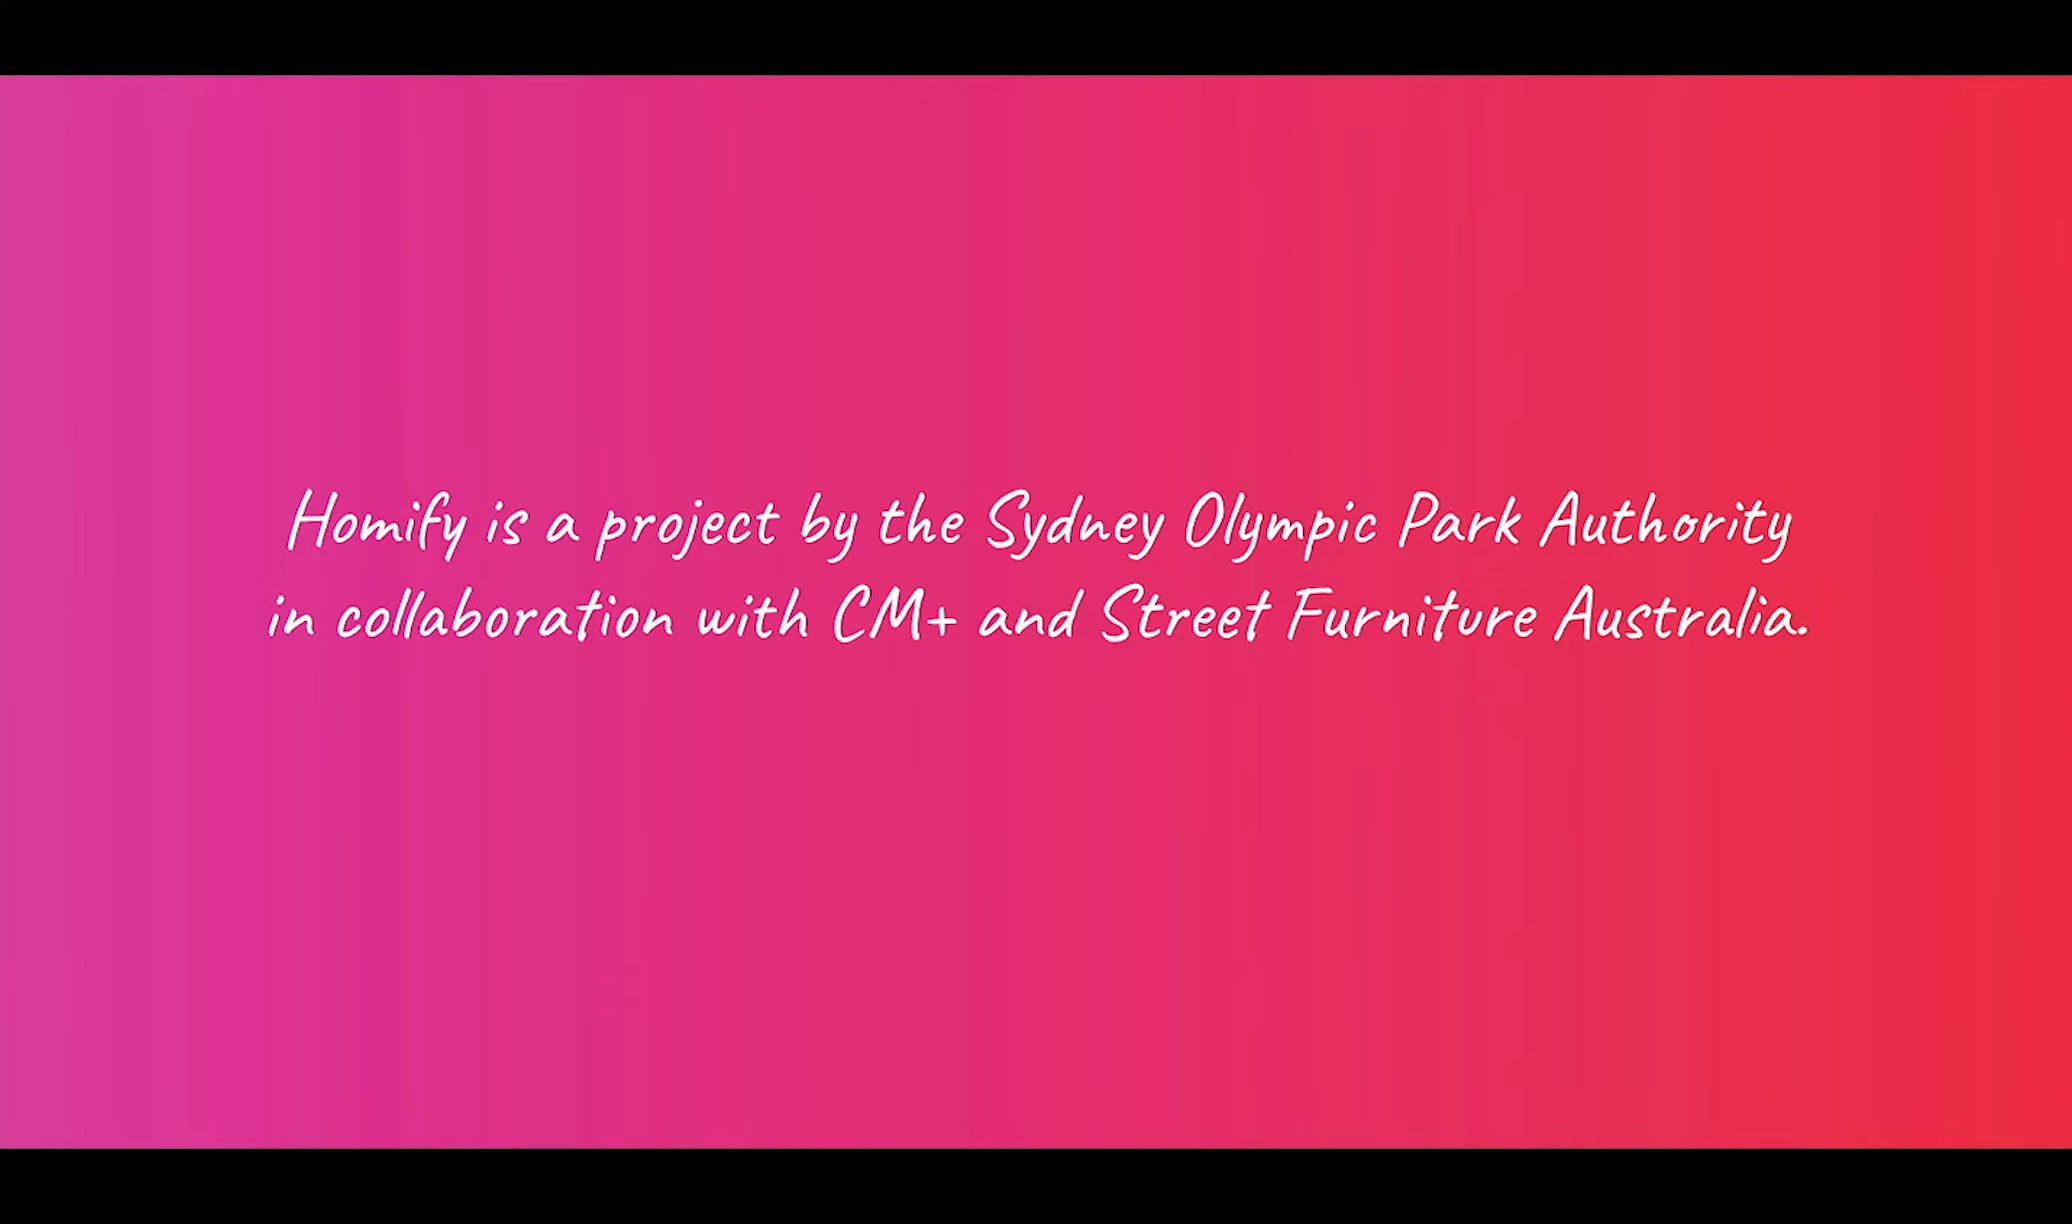 Homify is a project by the Sydney Olympic Park Authority
in collaboration with CM+ and Street Furniture Australia.